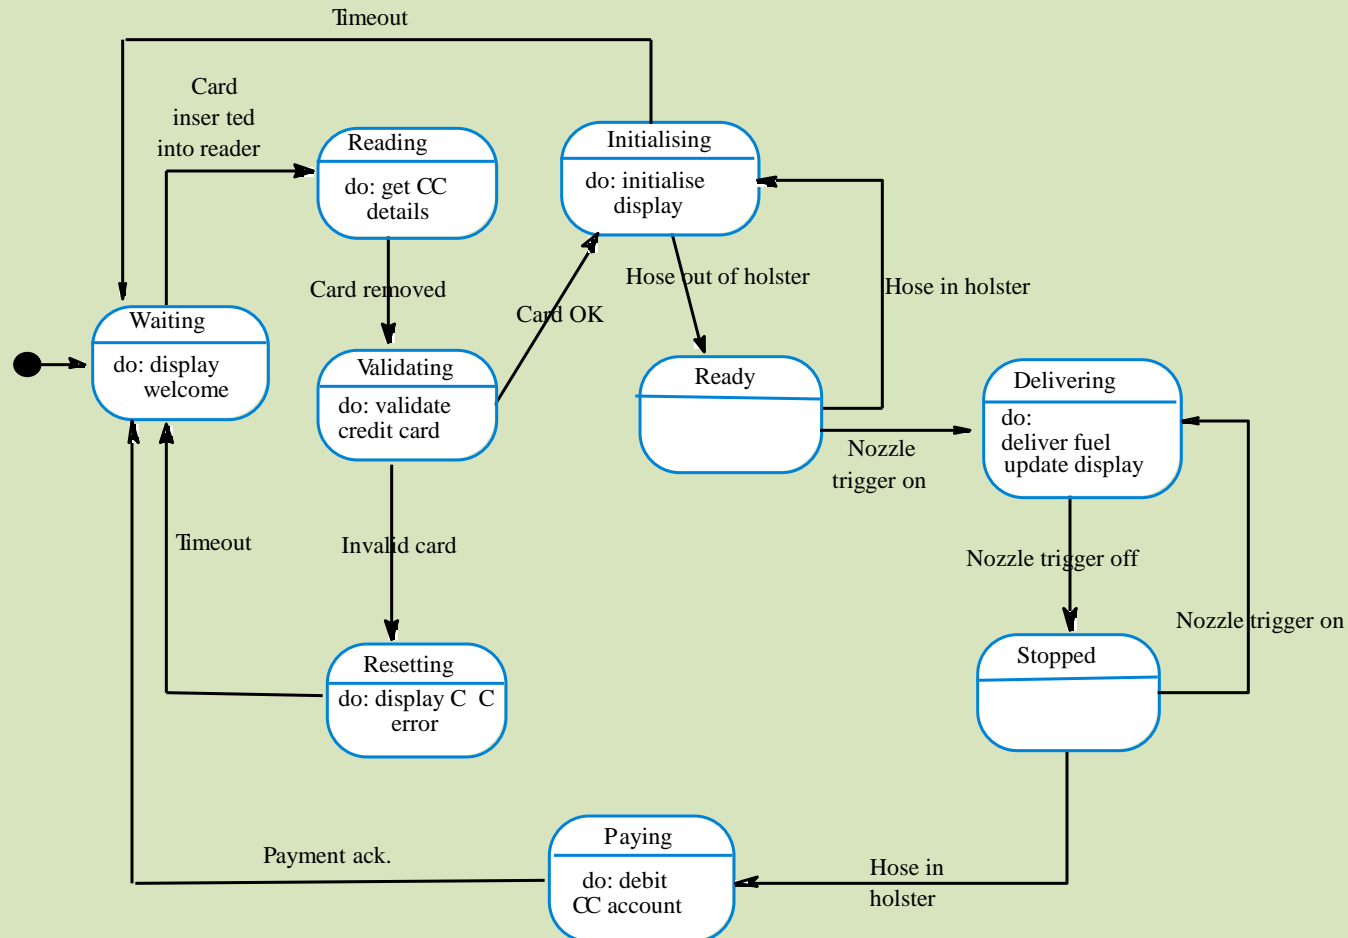 Timeout
Card
inser ted
into reader
Reading
do: get CC
details
Initialising
do: initialise
display
Card removed
Hose out of holster
Hose in holster
Card OK
Waiting
do: display
welcome
Validating
do: validate
credit card
Ready
Delivering
do:
deliver fuel
update display
Nozzle
trigger on
Timeout
Invalid card
Nozzle trigger off
Nozzle trigger on
Resetting
do: display C C
error
Stopped
Payment ack.
Paying
do: debit
CC account
Hose in
holster